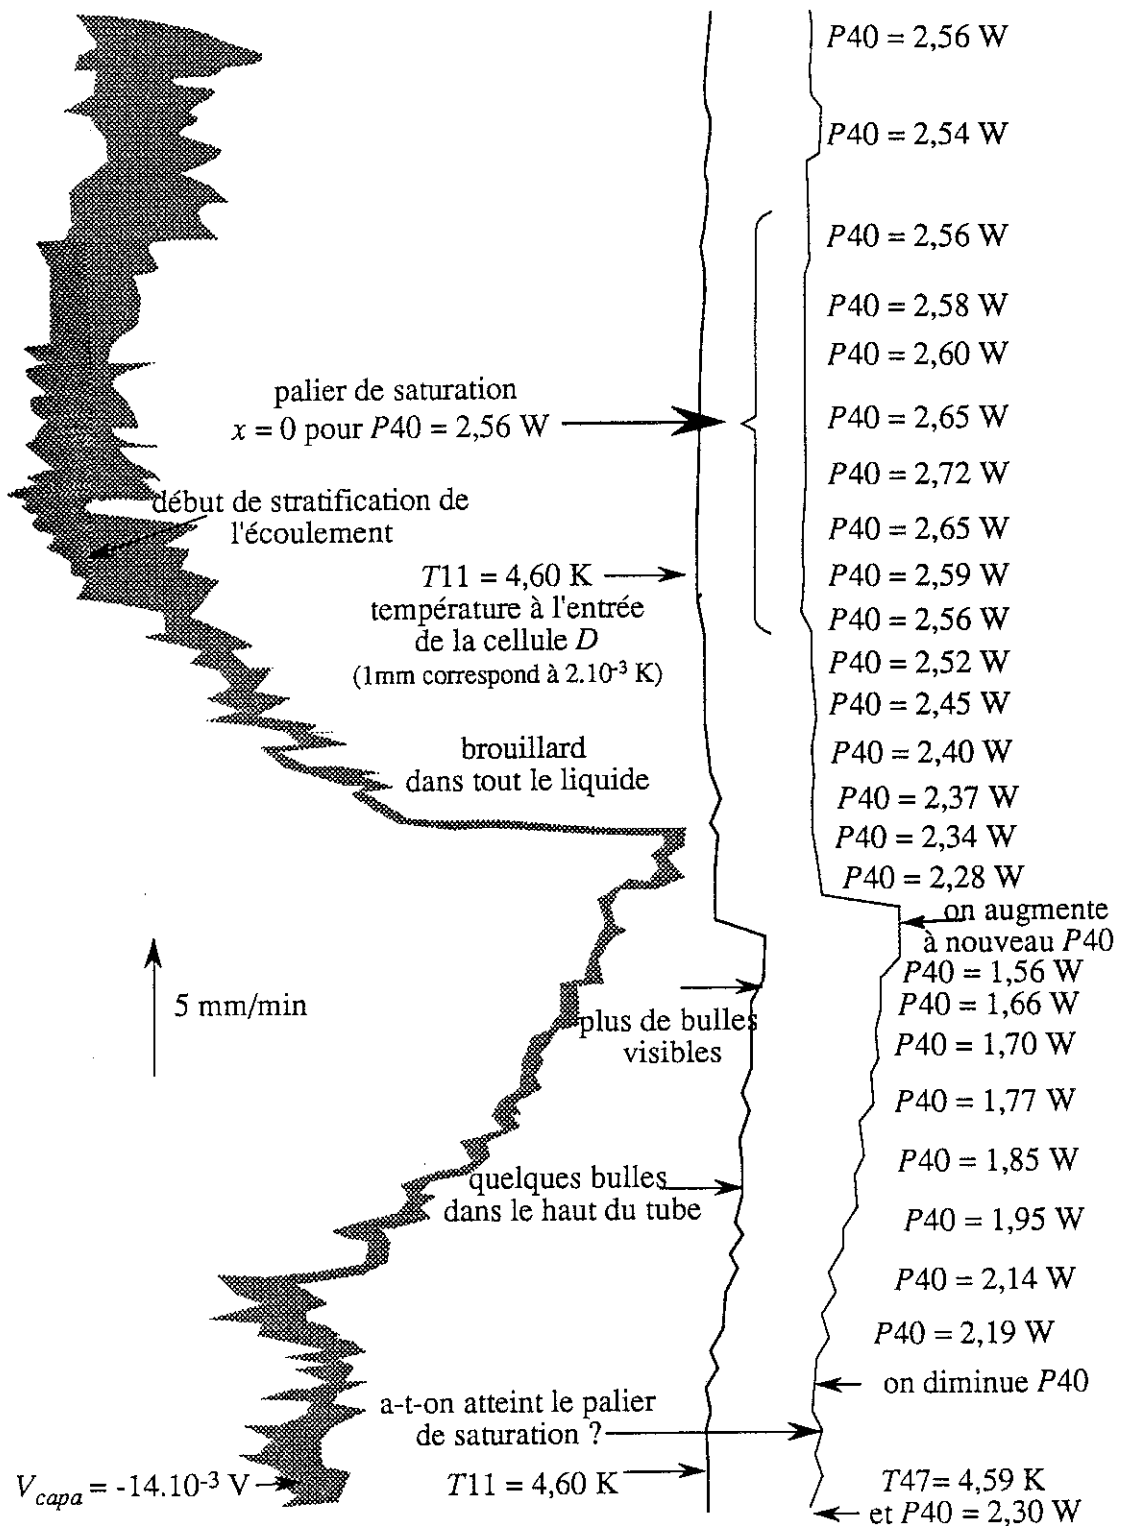 P40 = 2,56 W
P40 = 2,54 W
P40 = 2,56 W
P40 = 2,58 W
P40 = 2,60 W
palier de saturation
x = 0 pour P40 = 2,56 W
P40 = 2,65 W
P40 = 2,72 W
début de stratification de
l'écoulement
P40 = 2,65 W
T11 = 4,60 K
température à l'entrée
de la cellule D
(1mm correspond à 2.10⁻³ K)
P40 = 2,59 W
P40 = 2,56 W
P40 = 2,52 W
P40 = 2,45 W
brouillard
dans tout le liquide
P40 = 2,40 W
P40 = 2,37 W
P40 = 2,34 W
P40 = 2,28 W
on augmente
à nouveau P40
P40 = 1,56 W
5 mm/min
P40 = 1,66 W
plus de bulles
visibles
P40 = 1,70 W
P40 = 1,77 W
P40 = 1,85 W
quelques bulles
dans le haut du tube
P40 = 1,95 W
P40 = 2,14 W
P40 = 2,19 W
on diminue P40
a-t-on atteint le palier
de saturation ?
Vcapa = -14.10⁻³ V
T11 = 4,60 K
T47= 4,59 K
et P40 = 2,30 W